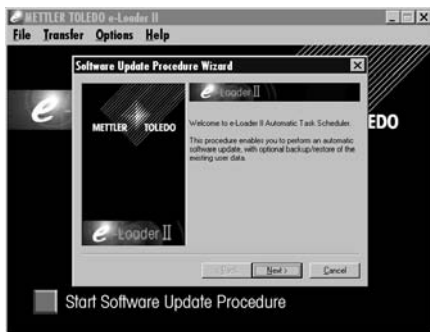 METTLER TOLEDO e-Loader II
File Transfer Options Help
Software Update Procedure Wizard
e-Loader II
METTLER TOLEDO
Welcome to e-Loader II Automatic Task Scheduler.
This procedure enables you to perform an automatic
software update, with optional backup/restore of the
existing user data.
e-Loader II
< Back Next > Cancel
e
EDO
Start Software Update Procedure